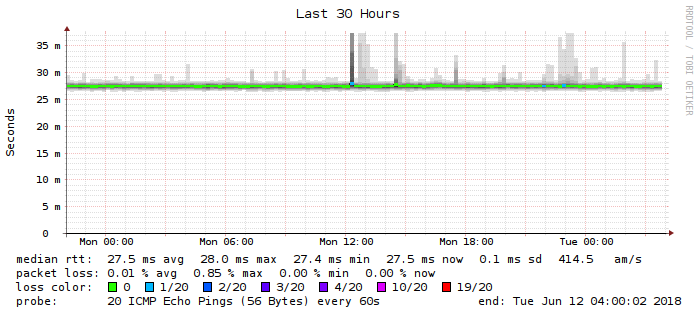 Last 30 Hours
RRDTOOL / TOBI OETIKER
Seconds
35 m
30 m
25 m
20 m
15 m
10 m
5 m
0
Mon 00:00 Mon 06:00 Mon 12:00 Mon 18:00 Tue 00:00
median rtt: 27.5 ms avg 28.0 ms max 27.4 ms min 27.5 ms now 0.1 ms sd 414.5 am/s
packet loss: 0.01 % avg 0.85 % max 0.00 % min 0.00 % now
loss color: 0 1/20 2/20 3/20 4/20 10/20 19/20
probe: 20 ICMP Echo Pings (56 Bytes) every 60s end: Tue Jun 12 04:00:02 2018